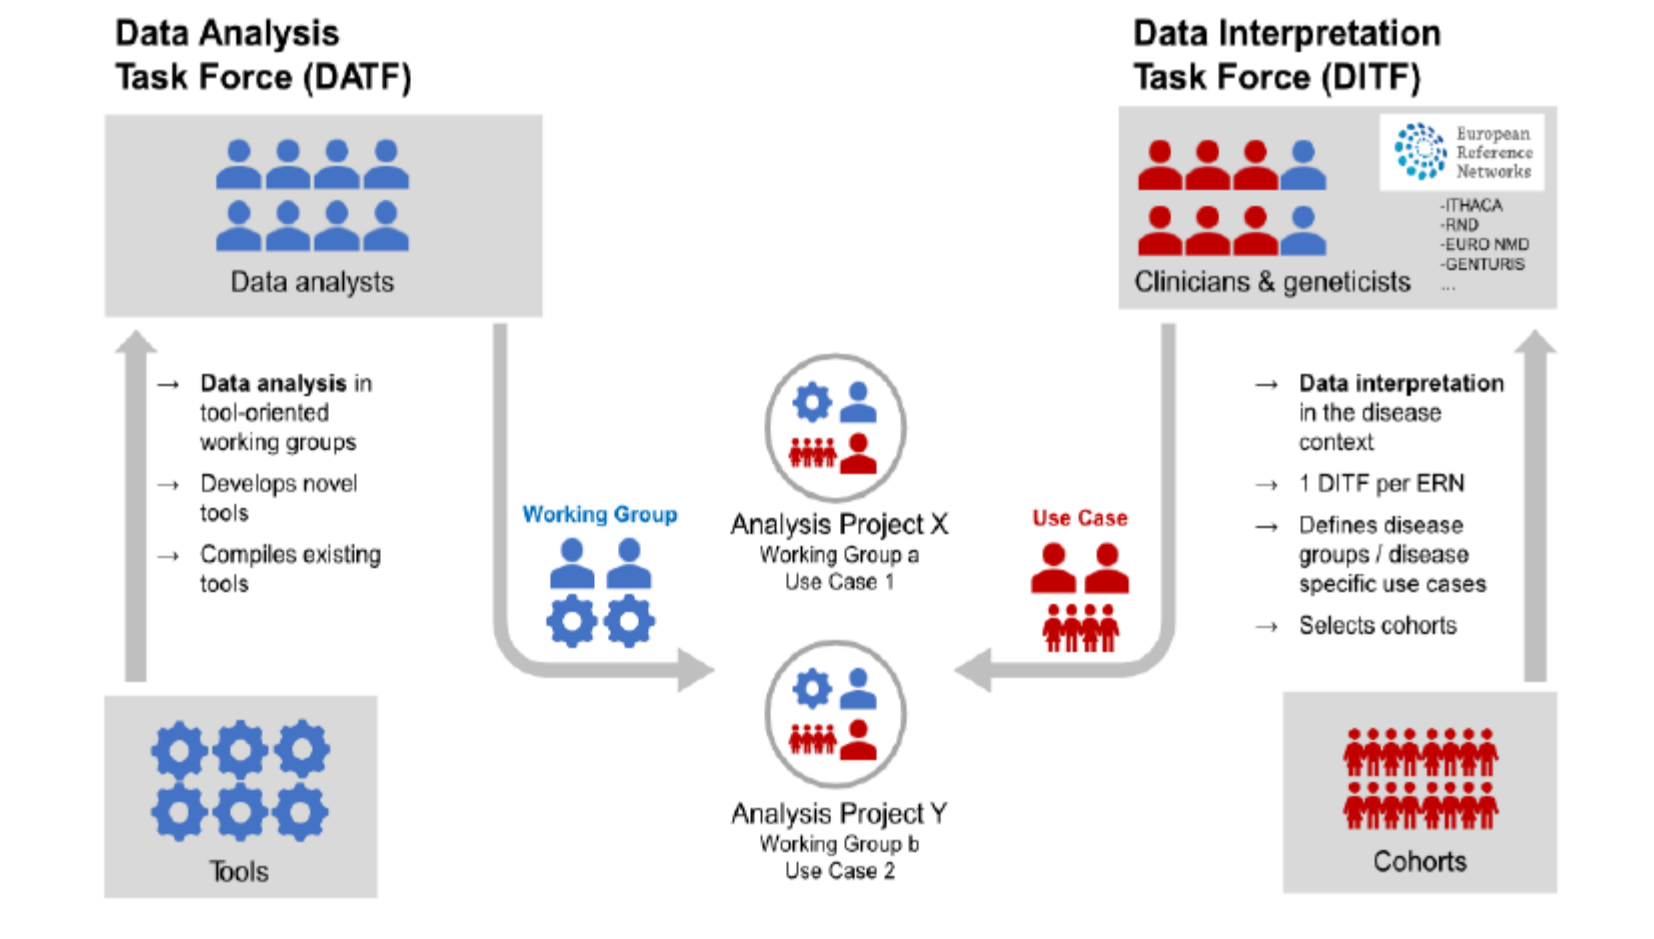 Data Analysis
Task Force (DATF)
Data analysts
→ Data analysis in
tool-oriented
working groups
→ Develops novel
tools
→ Compiles existing
tools
Tools
Working Group
Analysis Project X
Working Group a
Use Case 1
Analysis Project Y
Working Group b
Use Case 2
Use Case
Data Interpretation
Task Force (DITF)
European
Reference
Networks
-ITHACA
-RND
-EURO NMD
-GENTURIS
...
Clinicians & geneticists
→ Data interpretation
in the disease
context
→ 1 DITF per ERN
→ Defines disease
groups / disease
specific use cases
→ Selects cohorts
Cohorts